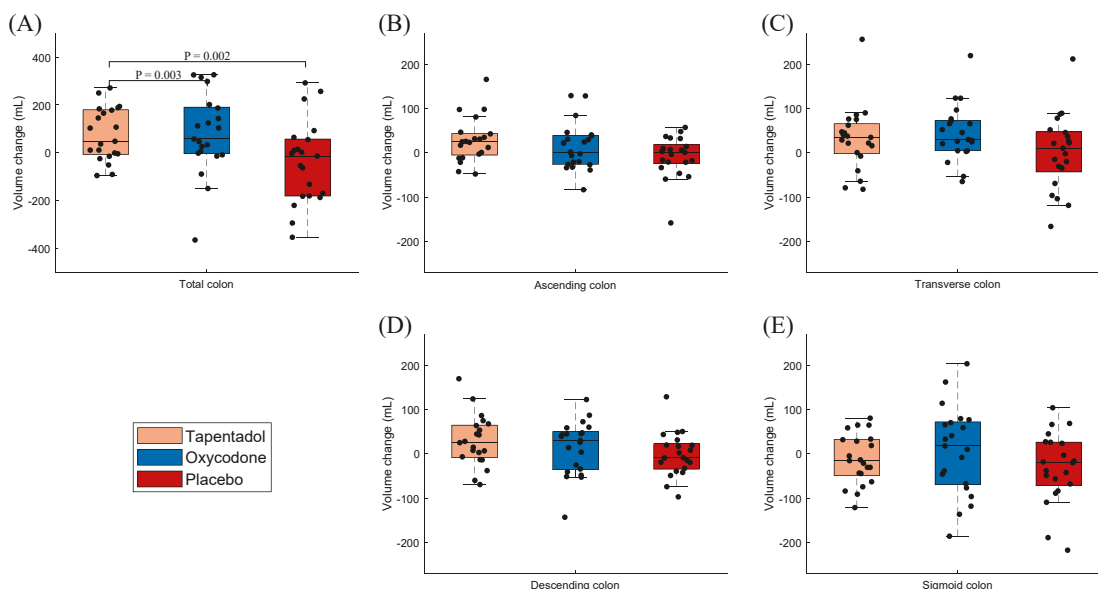 (A)
Volume change (mL)
400
200
0
-200
-400
P = 0.002
P = 0.003
Total colon
(B)
Volume change (mL)
200
100
0
-100
-200
Ascending colon
(C)
Volume change (mL)
200
100
0
-100
-200
Transverse colon
Tapentadol
Oxycodone
Placebo
(D)
Volume change (mL)
200
100
0
-100
-200
Descending colon
(E)
Volume change (mL)
200
100
0
-100
-200
Sigmoid colon